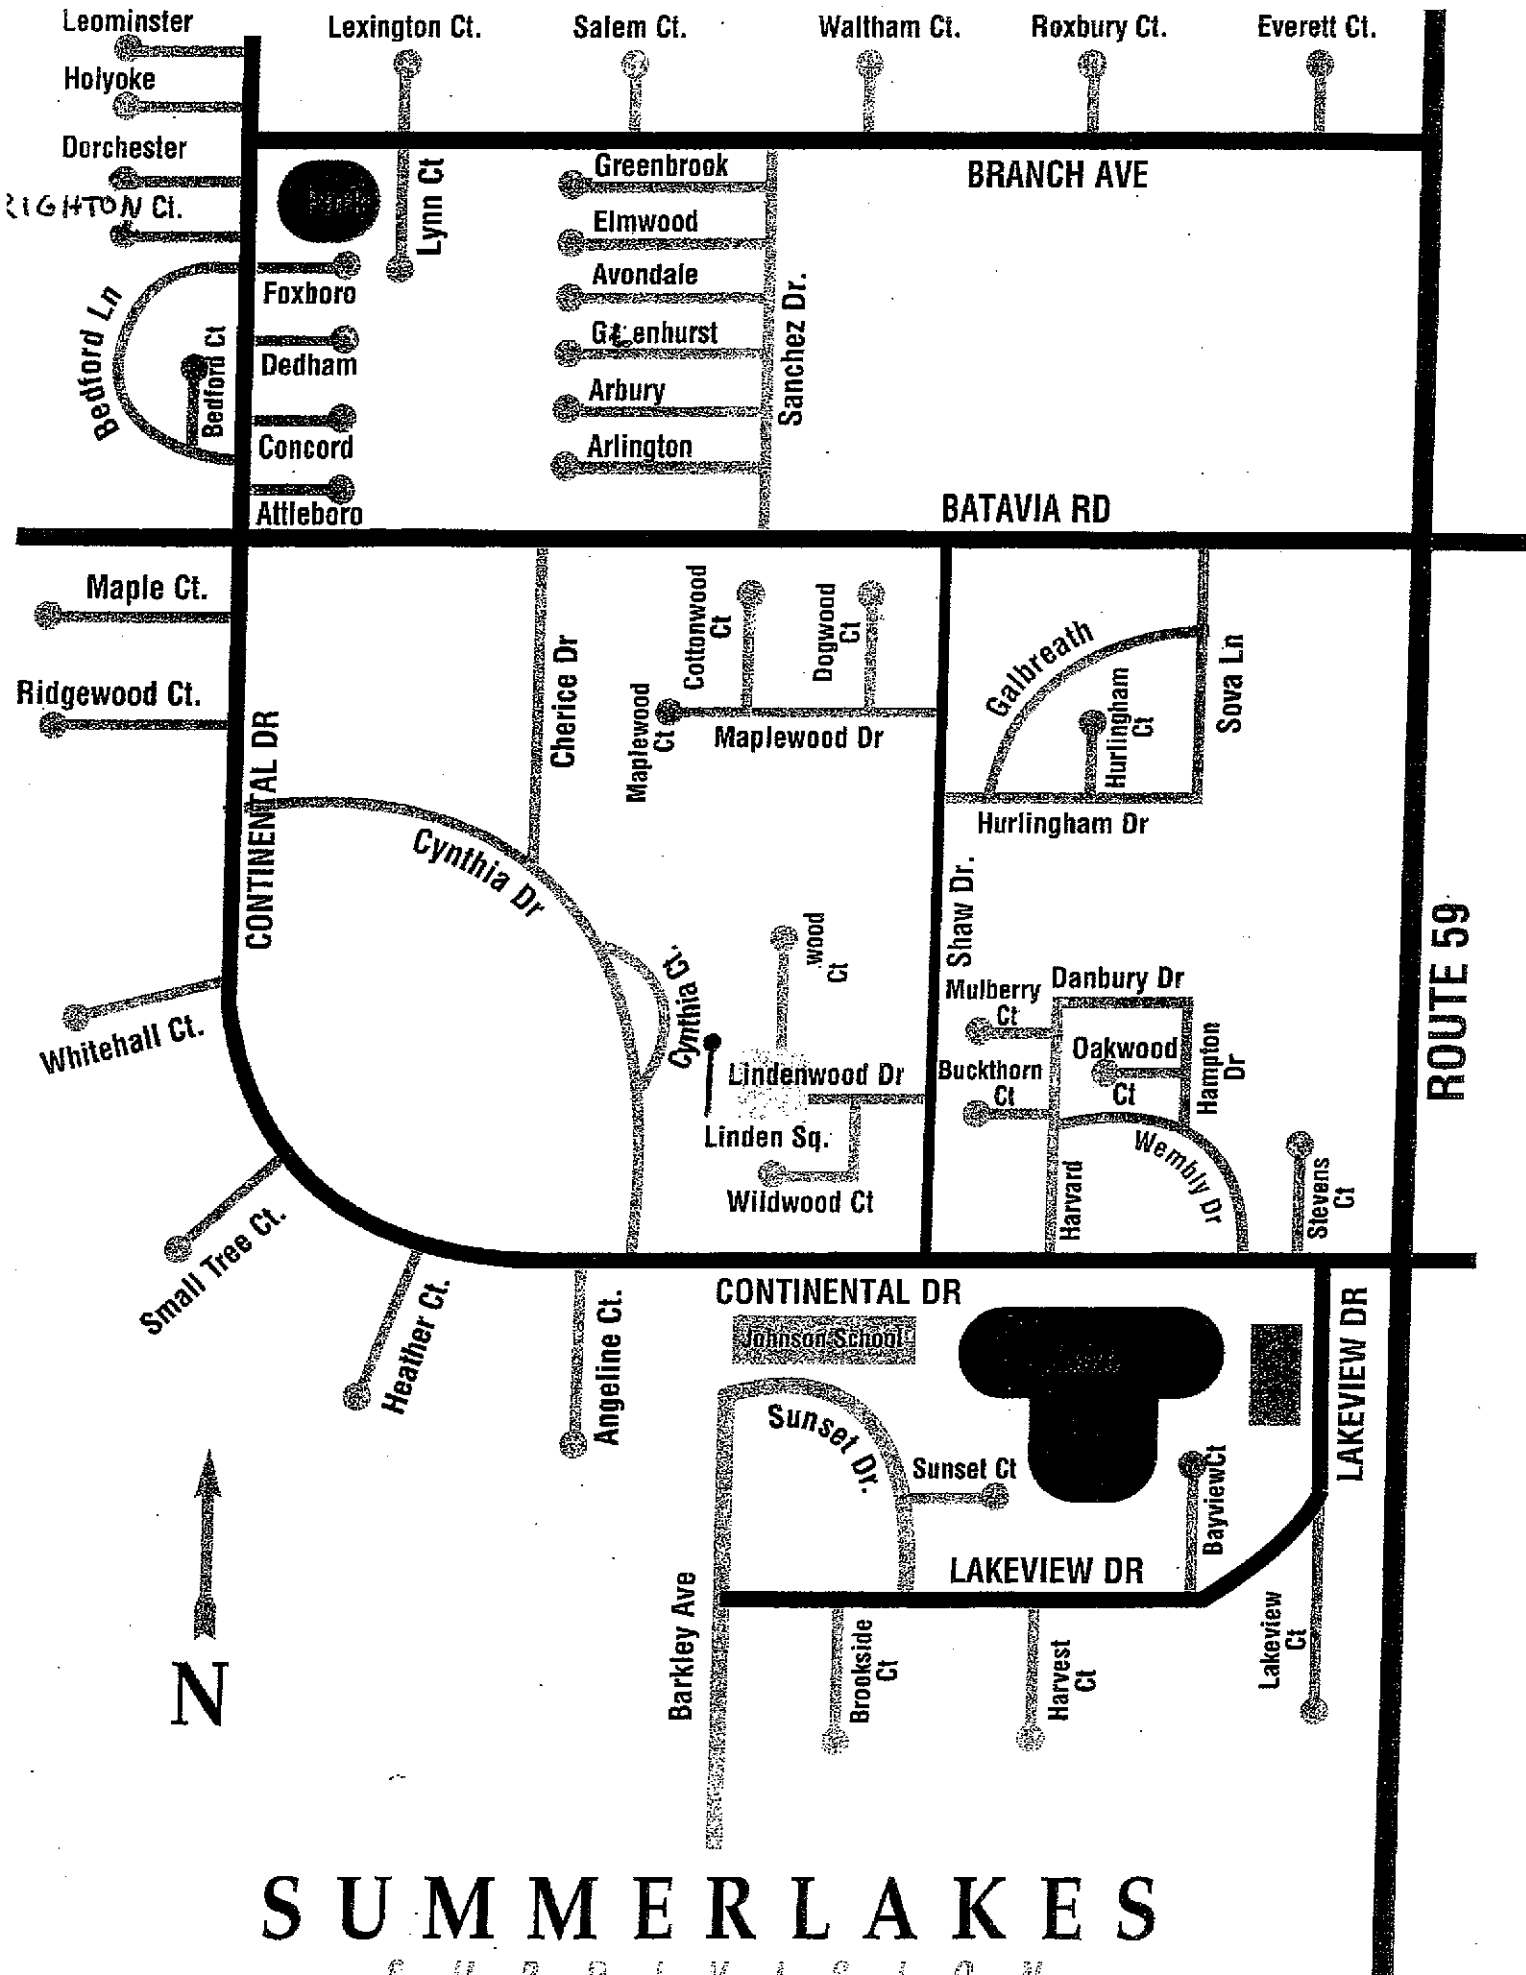 Leominster
Lexington Ct.
Salem Ct.
Waltham Ct.
Roxbury Ct.
Everett Ct.
Holyoke
Dorchester
RIGHTON Ct.
Lynn Ct
Greenbrook
BRANCH AVE
Elmwood
Avondale
Foxboro
Bedford Ln
Bedford Ct
Dedham
Sanchez Dr.
Arbury
Concord
Arlington
Attleboro
BATAVIA RD
Maple Ct.
Cottonwood
Ct
Dogwood
Ct
Galbreath
Cherice Dr
Sova Ln
Ridgewood Ct.
Maplewood
Ct
Maplewood Dr
Hurlingham
Ct
CONTINENTAL DR
Hurlingham Dr
Cynthia Dr
Shaw Dr.
ROUTE 59
wood
Ct
Cynthia Ct.
Mulberry
Ct
Danbury Dr
Whitehall Ct.
Lindenwood Dr
Buckthorn
Ct
Oakwood
Ct
Hampton
Dr
Linden Sq.
Wembly Dr
Harvard
Stevens
Ct
Wildwood Ct
Small Tree Ct.
Heather Ct.
Angeline Ct.
CONTINENTAL DR
Johnson School
LAKEVIEW DR
Sunset Dr.
Sunset Ct
Bayview Ct
LAKEVIEW DR
Barkley Ave
Brookside
Ct
Harvest
Ct
Lakeview
Ct
N
SUMMERLAKES
SUBDIVISION